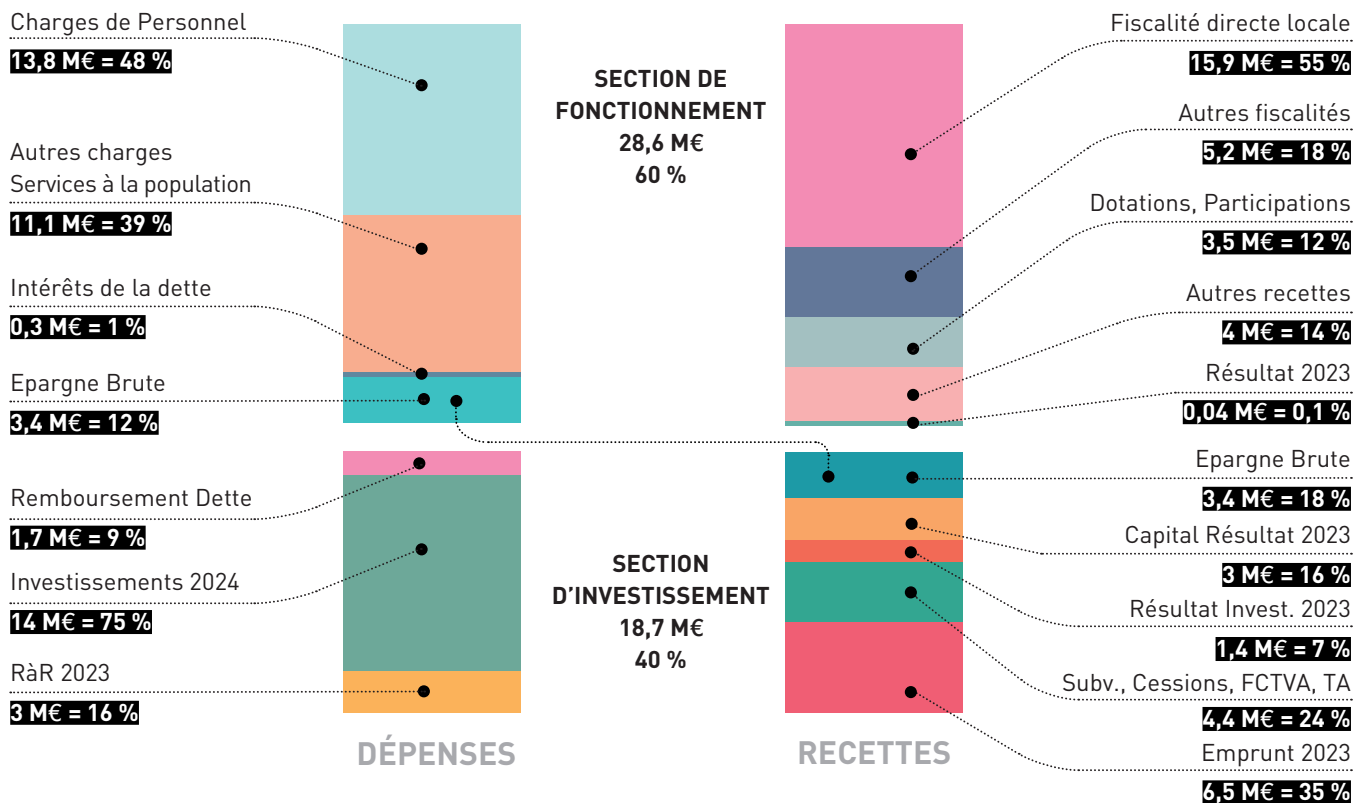 Charges de Personnel
13,8 M€ = 48 %
Autres charges
Services à la population
11,1 M€ = 39 %
Intérêts de la dette
0,3 M€ = 1 %
Epargne Brute
3,4 M€ = 12 %
Remboursement Dette
1,7 M€ = 9 %
Investissements 2024
14 M€ = 75 %
RàR 2023
3 M€ = 16 %
SECTION DE
FONCTIONNEMENT
28,6 M€
60 %
SECTION
D'INVESTISSEMENT
18,7 M€
40 %
DÉPENSES
RECETTES
Fiscalité directe locale
15,9 M€ = 55 %
Autres fiscalités
5,2 M€ = 18 %
Dotations, Participations
3,5 M€ = 12 %
Autres recettes
4 M€ = 14 %
Résultat 2023
0,04 M€ = 0,1 %
Epargne Brute
3,4 M€ = 18 %
Capital Résultat 2023
3 M€ = 16 %
Résultat Invest. 2023
1,4 M€ = 7 %
Subv., Cessions, FCTVA, TA
4,4 M€ = 24 %
Emprunt 2023
6,5 M€ = 35 %